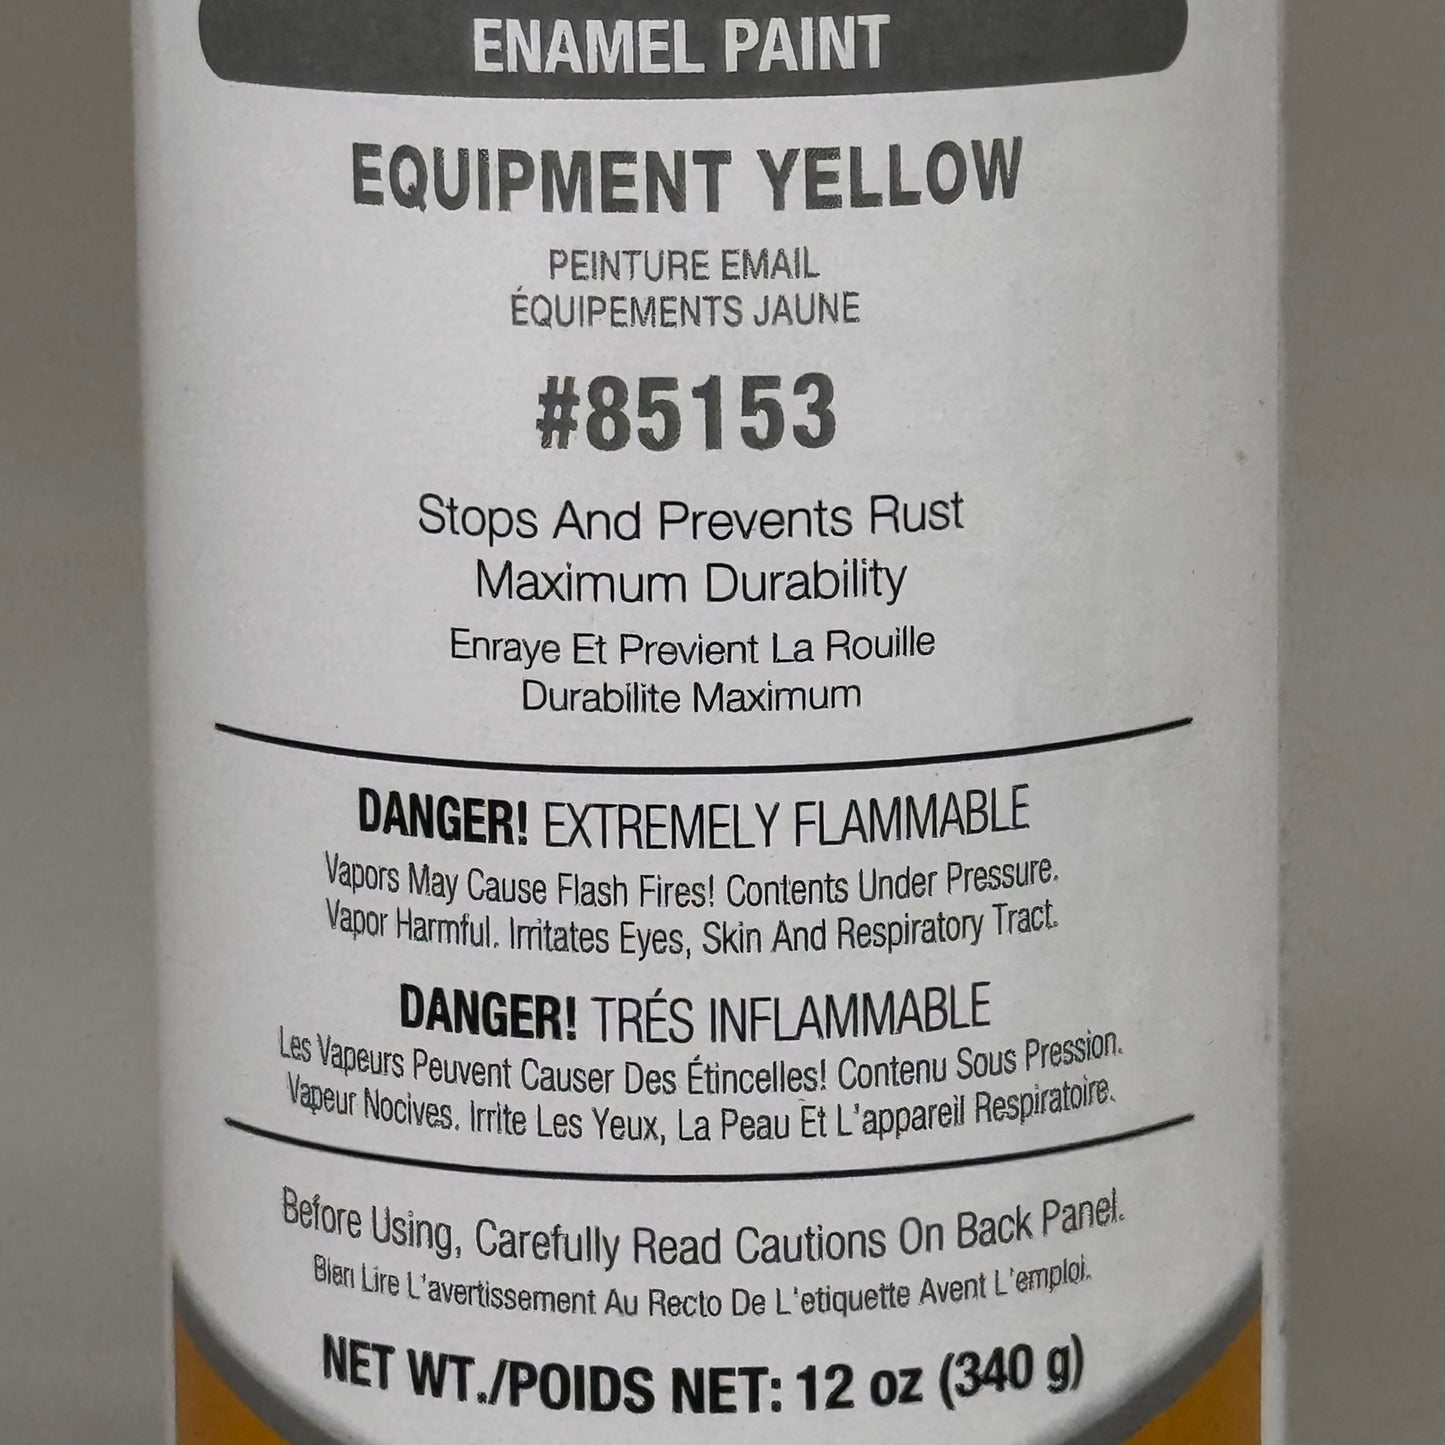 ENAMEL PAINT
EQUIPMENT YELLOW
PEINTURE EMAIL
ÉQUIPEMENTS JAUNE
#85153
Stops And Prevents Rust
Maximum Durability
Enraye Et Previent La Rouille
Durabilite Maximum
DANGER! EXTREMELY FLAMMABLE
Vapors May Cause Flash Fires! Contents Under Pressure.
Vapor Harmful. Irritates Eyes, Skin And Respiratory Tract.
DANGER! TRÉS INFLAMMABLE
Les Vapeurs Peuvent Causer Des Étincelles! Contenu Sous Pression.
Vapeur Nocives. Irrite Les Yeux, La Peau Et L'appareil Respiratoire.
Before Using, Carefully Read Cautions On Back Panel.
Bien Lire L'avertissement Au Recto De L'etiquette Avent L'emploi.
NET WT./POIDS NET: 12 oz (340 g)